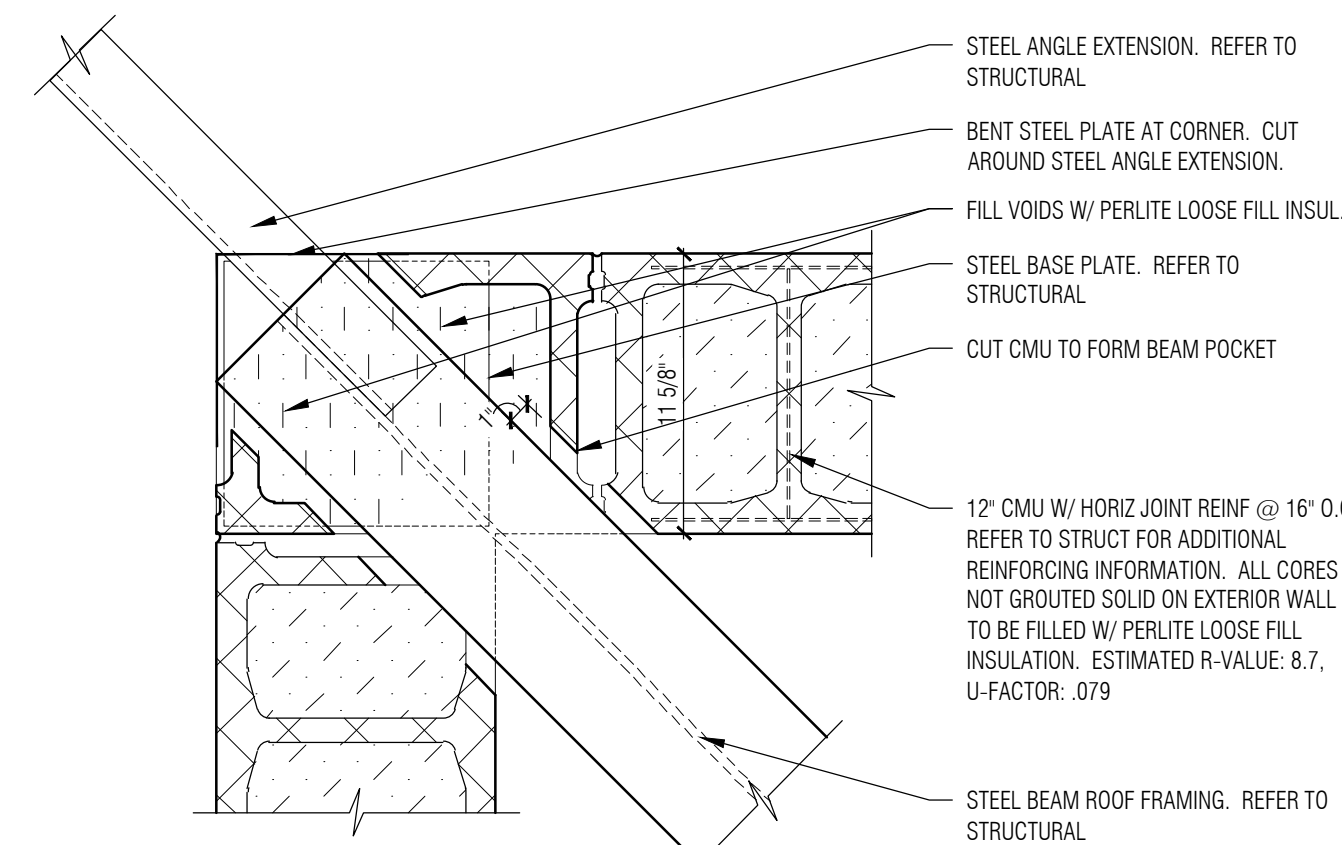 STEEL ANGLE EXTENSION. REFER TO
STRUCTURAL
BENT STEEL PLATE AT CORNER. CUT
AROUND STEEL ANGLE EXTENSION.
FILL VOIDS W/ PERLITE LOOSE FILL INSUL.
STEEL BASE PLATE. REFER TO
STRUCTURAL
CUT CMU TO FORM BEAM POCKET
11 5/8"
1"
12" CMU W/ HORIZ JOINT REINF @ 16" O.C
REFER TO STRUCT FOR ADDITIONAL
REINFORCING INFORMATION. ALL CORES
NOT GROUTED SOLID ON EXTERIOR WALL
TO BE FILLED W/ PERLITE LOOSE FILL
INSULATION. ESTIMATED R-VALUE: 8.7,
U-FACTOR: .079
STEEL BEAM ROOF FRAMING. REFER TO
STRUCTURAL